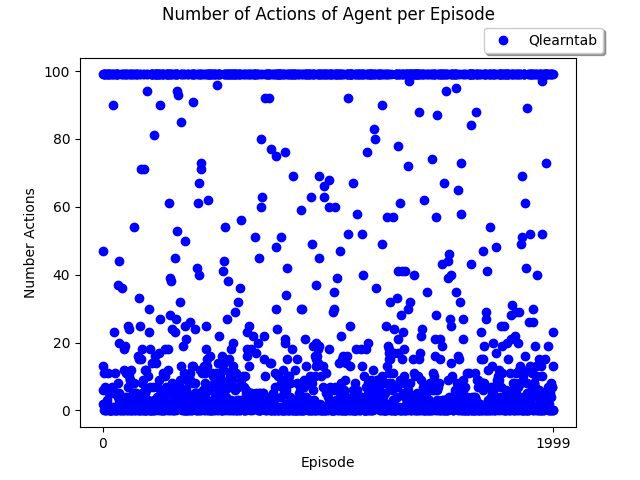 Number of Actions of Agent per Episode
Qlearntab
100
80
60
40
20
0
Number Actions
0 1999
Episode